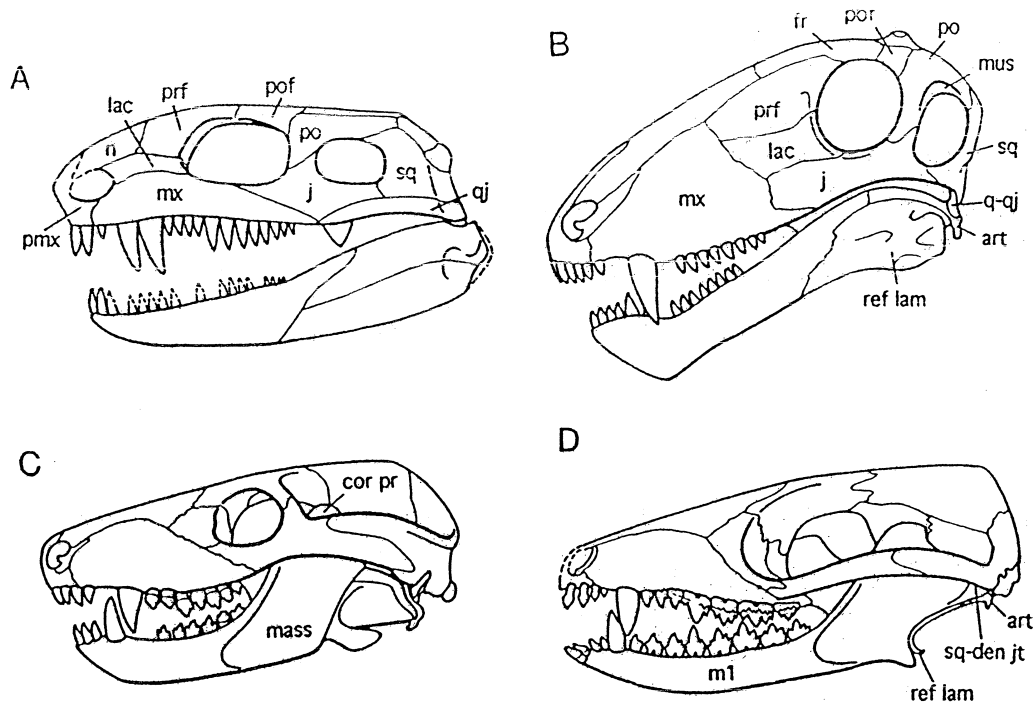 A
lac
prf
pof
n
po
mx
j
sq
qj
pmx
B
fr
por
po
mus
prf
lac
j
sq
mx
q-qj
art
ref lam
C
cor pr
mass
D
m1
art
sq-den jt
ref lam